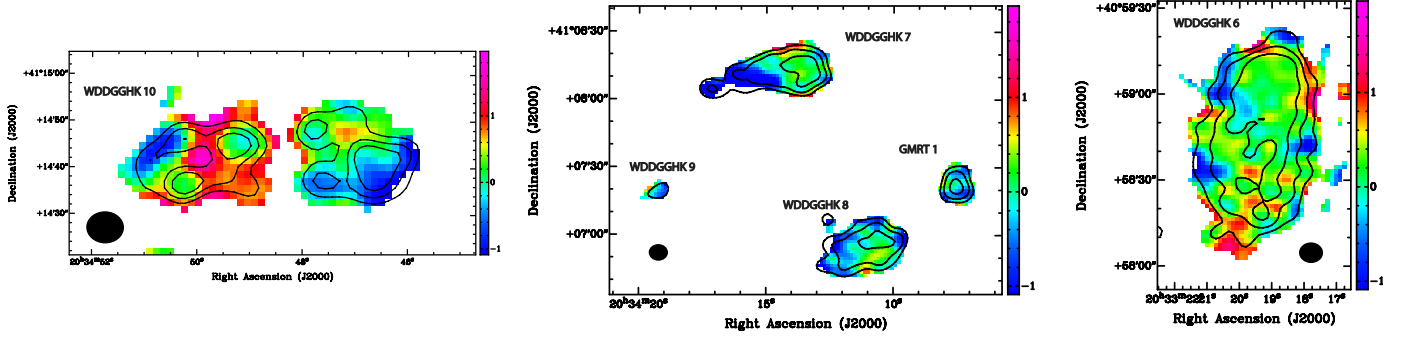 WDDGGHK 10
+41°15'00"
+14'50"
+14'40"
+14'30"
Declination (J2000)
20ʰ34ᵐ52ˢ 50ˢ 48ˢ 46ˢ
Right Ascension (J2000)
1
0
−1
WDDGGHK 7
WDDGGHK 9
GMRT 1
WDDGGHK 8
+41°08'30"
+08'00"
+07'30"
+07'00"
Declination (J2000)
20ʰ34ᵐ20ˢ 15ˢ 10ˢ
Right Ascension (J2000)
1
0
−1
WDDGGHK 6
+40°59'30"
+59'00"
+58'30"
+58'00"
Declination (J2000)
20ʰ33ᵐ22ˢ21ˢ 20ˢ 19ˢ 18ˢ 17ˢ
Right Ascension (J2000)
1
0
−1